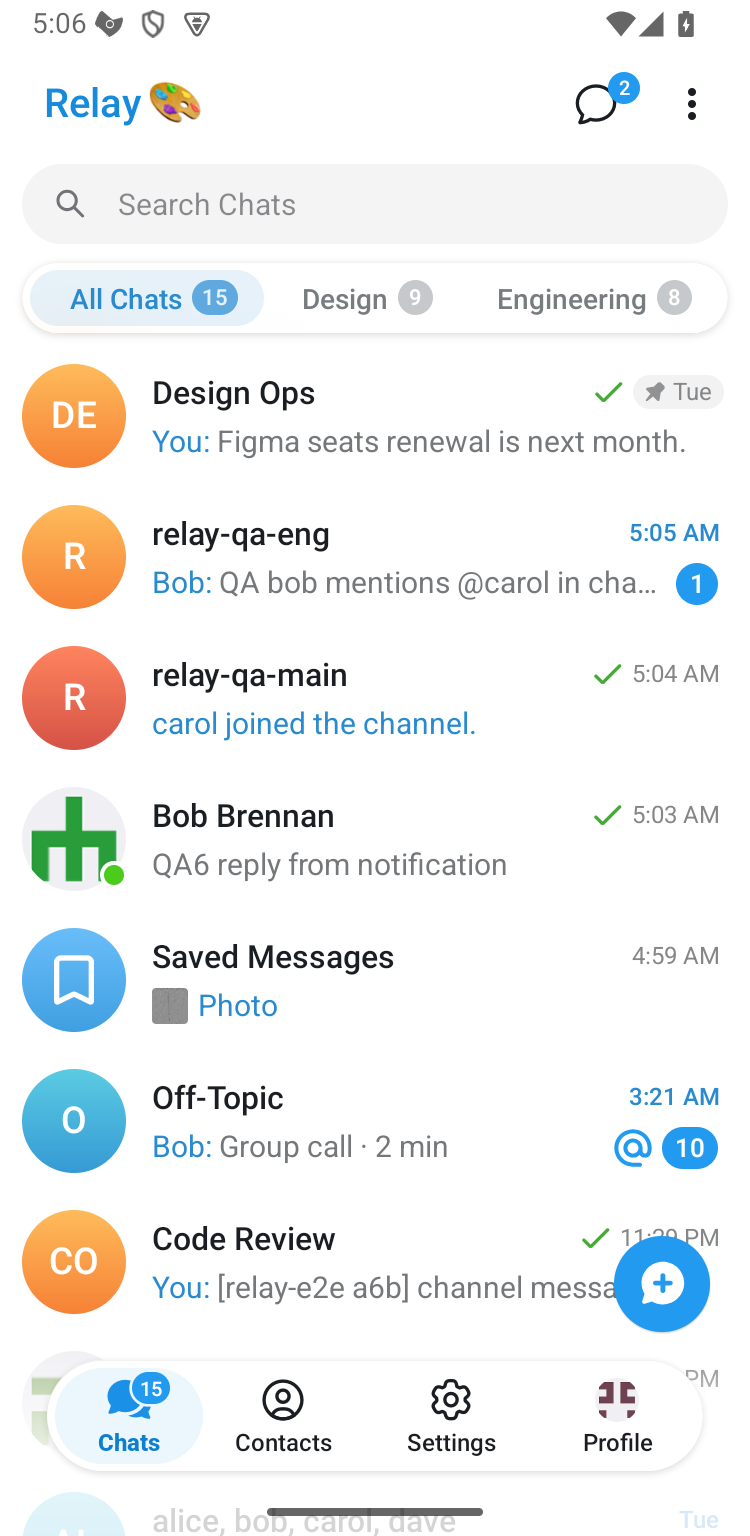 5:06
Relay
2
Search Chats
All Chats 15 Design 9 Engineering 8
DE
Design Ops
Tue
You: Figma seats renewal is next month.
R
relay-qa-eng
5:05 AM
Bob: QA bob mentions @carol in cha...
1
R
relay-qa-main
5:04 AM
carol joined the channel.
Bob Brennan
5:03 AM
QA6 reply from notification
Saved Messages
4:59 AM
Photo
O
Off-Topic
3:21 AM
Bob: Group call · 2 min
@ 10
CO
Code Review
PM
You: [relay-e2e a6b] channel messa
PM
15
Chats Contacts Settings Profile
alice, bob, carol, dave
Tue